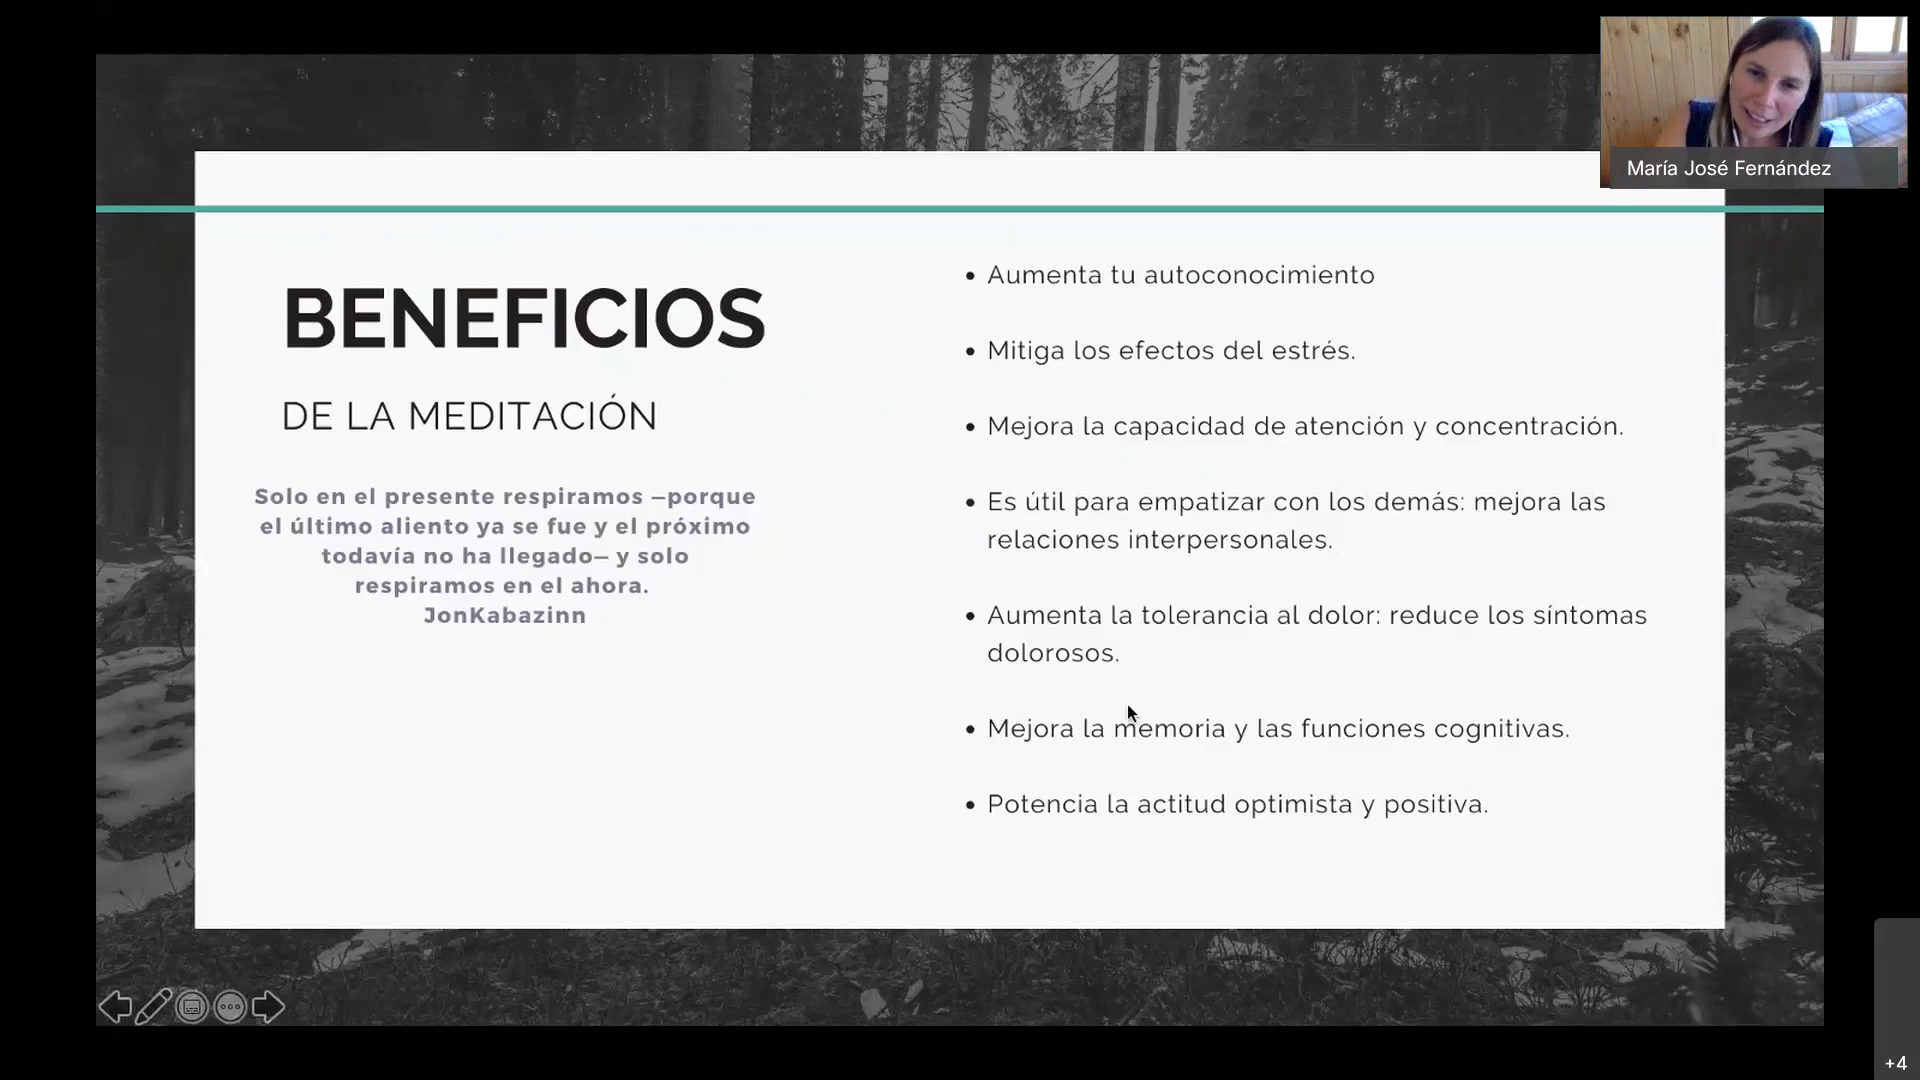 María José Fernández
BENEFICIOS
DE LA MEDITACIÓN
Solo en el presente respiramos —porque
el último aliento ya se fue y el próximo
todavía no ha llegado— y solo
respiramos en el ahora.
JonKabazinn
• Aumenta tu autoconocimiento
• Mitiga los efectos del estrés.
• Mejora la capacidad de atención y concentración.
• Es útil para empatizar con los demás: mejora las
relaciones interpersonales.
• Aumenta la tolerancia al dolor: reduce los síntomas
dolorosos.
• Mejora la memoria y las funciones cognitivas.
• Potencia la actitud optimista y positiva.
+4